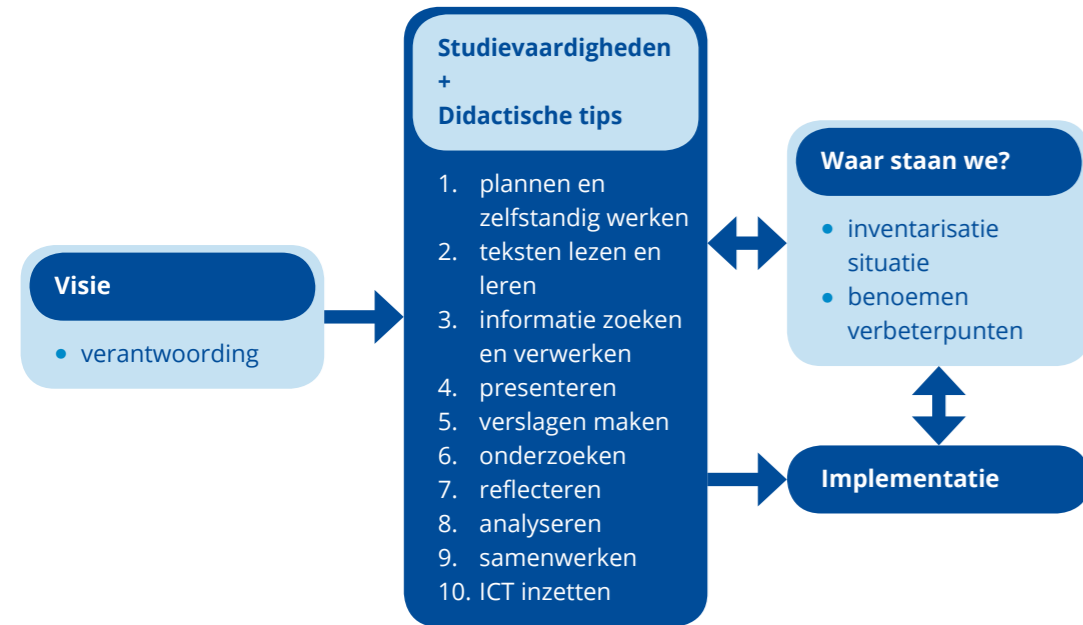 Visie
• verantwoording
Studievaardigheden
+
Didactische tips
1. plannen en
zelfstandig werken
2. teksten lezen en
leren
3. informatie zoeken
en verwerken
4. presenteren
5. verslagen maken
6. onderzoeken
7. reflecteren
8. analyseren
9. samenwerken
10. ICT inzetten
Waar staan we?
• inventarisatie
situatie
• benoemen
verbeterpunten
Implementatie